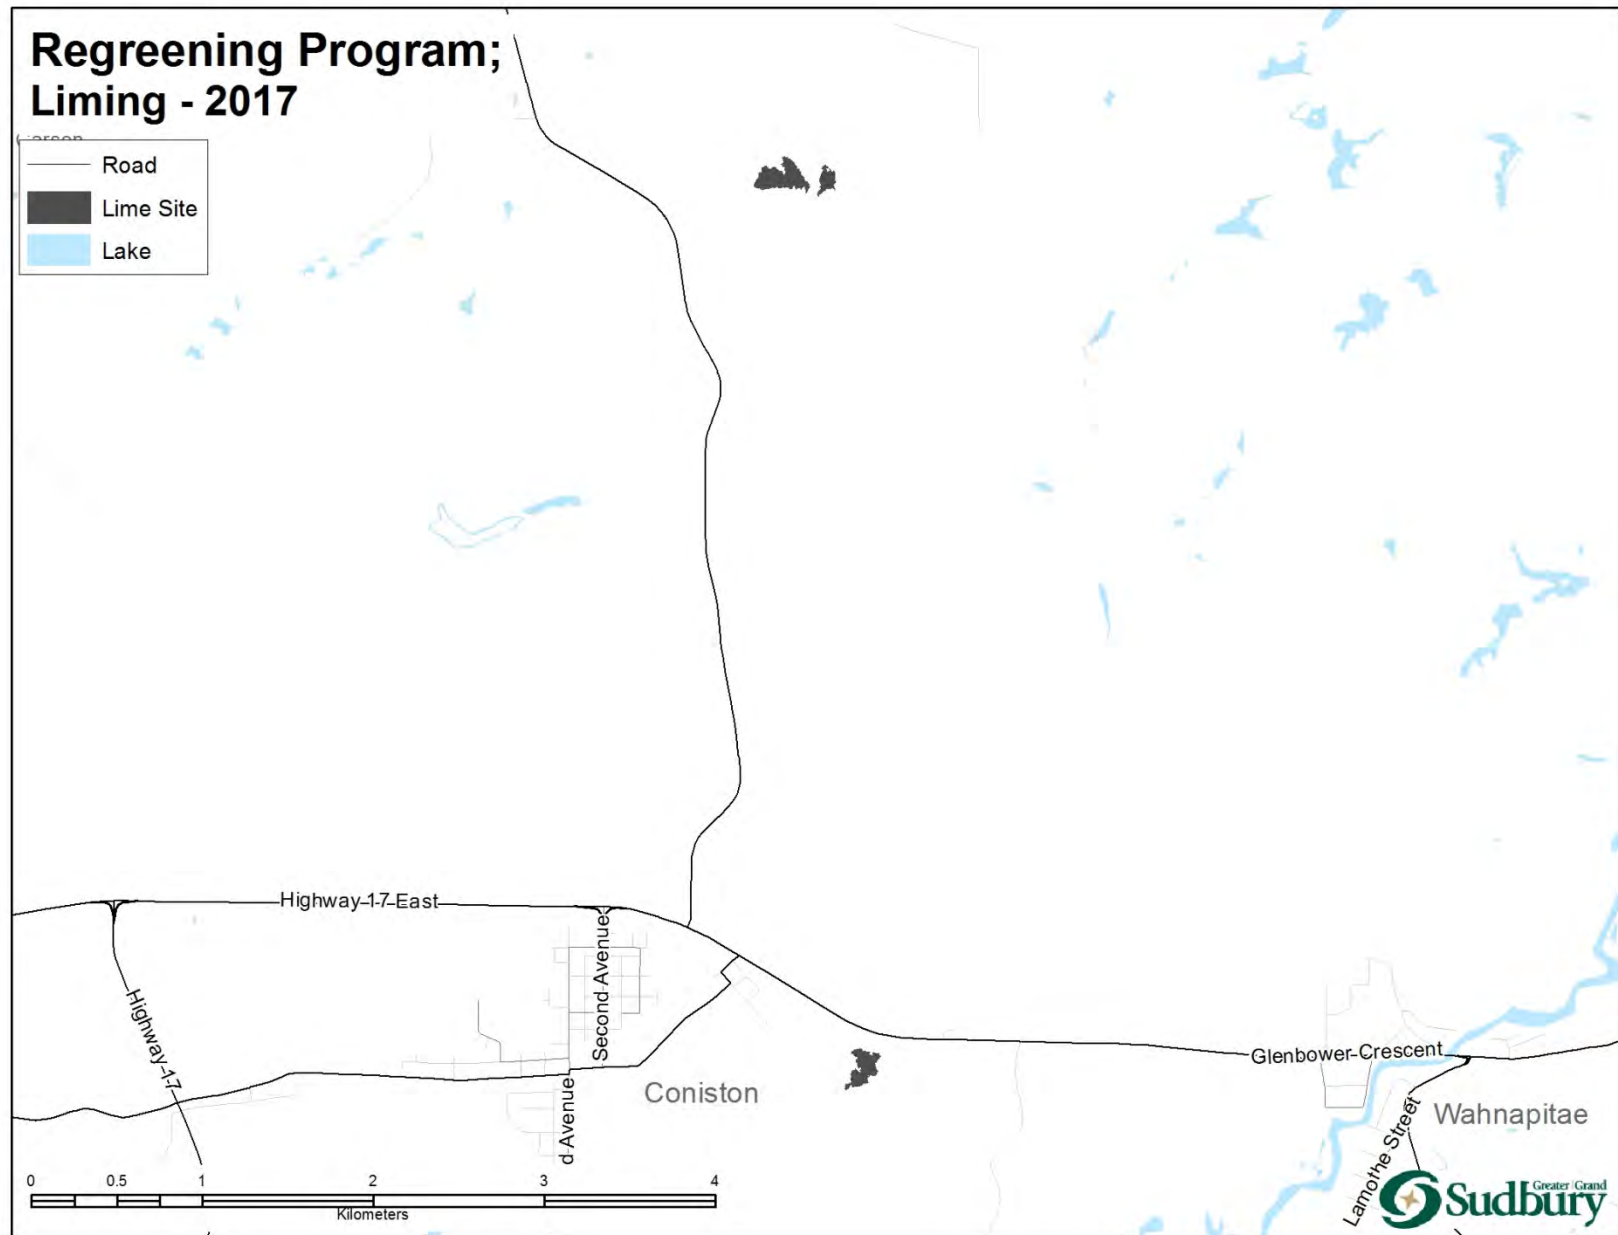 Regreening Program;
Liming - 2017
Road
Lime Site
Lake
Highway-17-East
Second-Avenue
Highway-17
Glenbower-Crescent
Coniston
d-Avenue
Wahnapitae
Lamothe-Street
0 0.5 1 2 3 4
Kilometers
Greater Grand
Sudbury